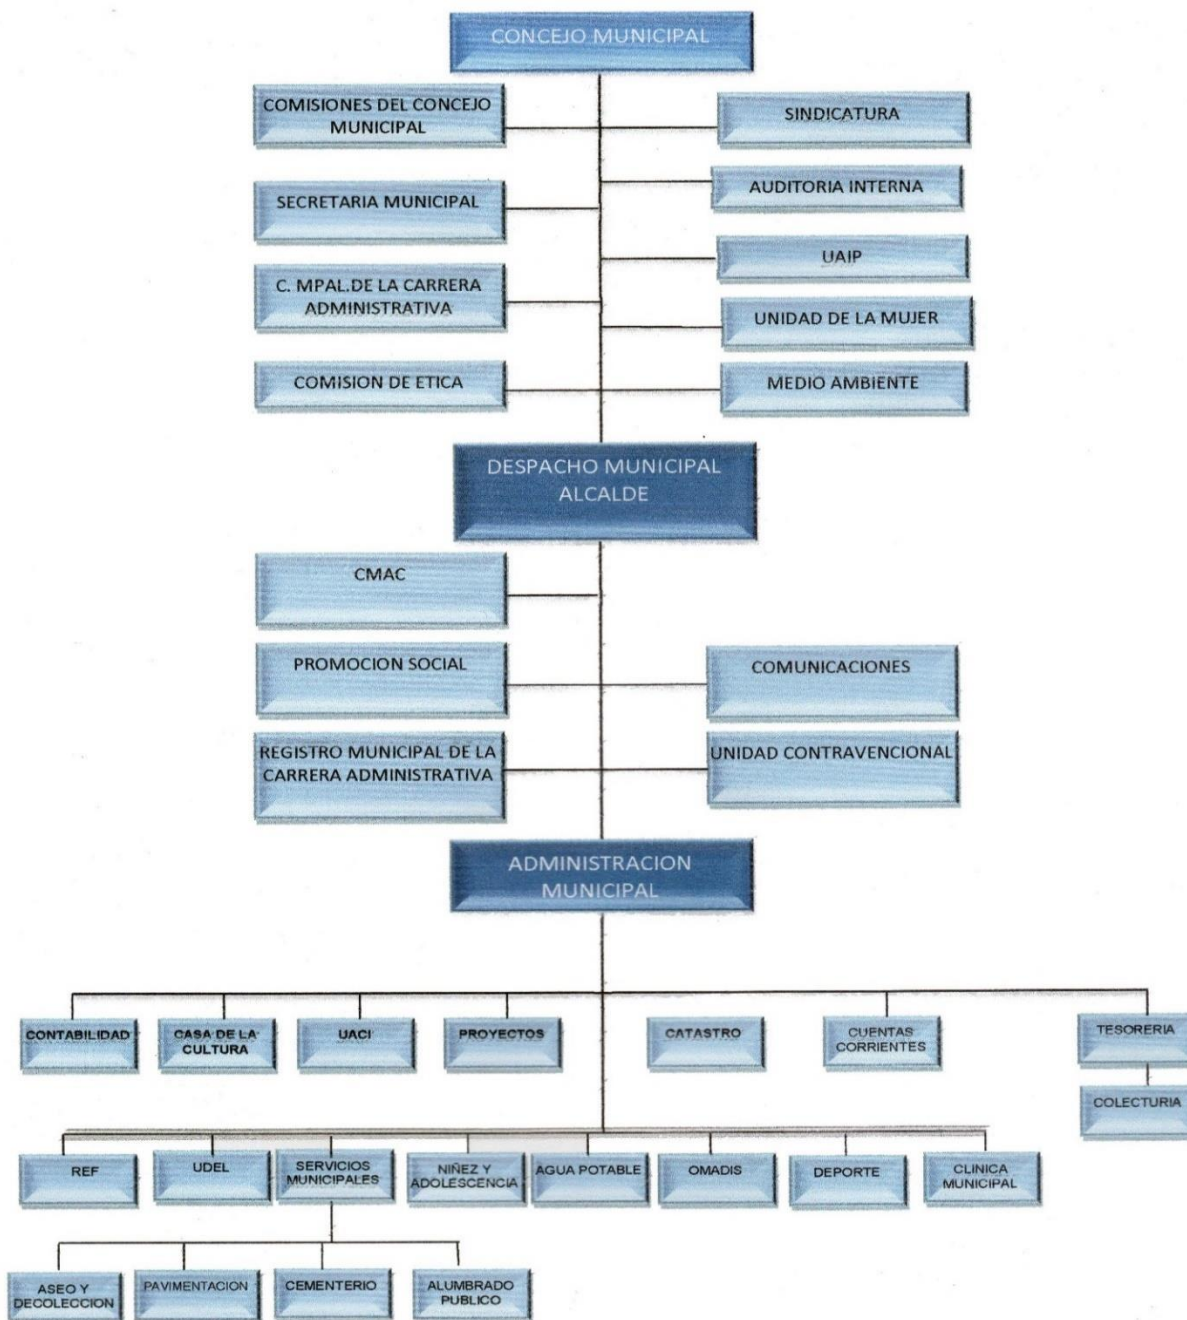 CONCEJO MUNICIPAL
COMISIONES DEL CONCEJO
MUNICIPAL
SINDICATURA
AUDITORIA INTERNA
SECRETARIA MUNICIPAL
UAIP
C. MPAL.DE LA CARRERA
ADMINISTRATIVA
UNIDAD DE LA MUJER
COMISION DE ETICA
MEDIO AMBIENTE
DESPACHO MUNICIPAL
ALCALDE
CMAC
PROMOCION SOCIAL
COMUNICACIONES
REGISTRO MUNICIPAL DE LA
CARRERA ADMINISTRATIVA
UNIDAD CONTRAVENCIONAL
ADMINISTRACION
MUNICIPAL
CONTABILIDAD
CASA DE LA
CULTURA
UACI
PROYECTOS
CATASTRO
CUENTAS
CORRIENTES
TESORERIA
COLECTURIA
REF
UDEL
SERVICIOS
MUNICIPALES
NIÑEZ Y
ADOLESCENCIA
AGUA POTABLE
OMADIS
DEPORTE
CLINICA
MUNICIPAL
ASEO Y
DECOLECCION
PAVIMENTACION
CEMENTERIO
ALUMBRADO
PUBLICO